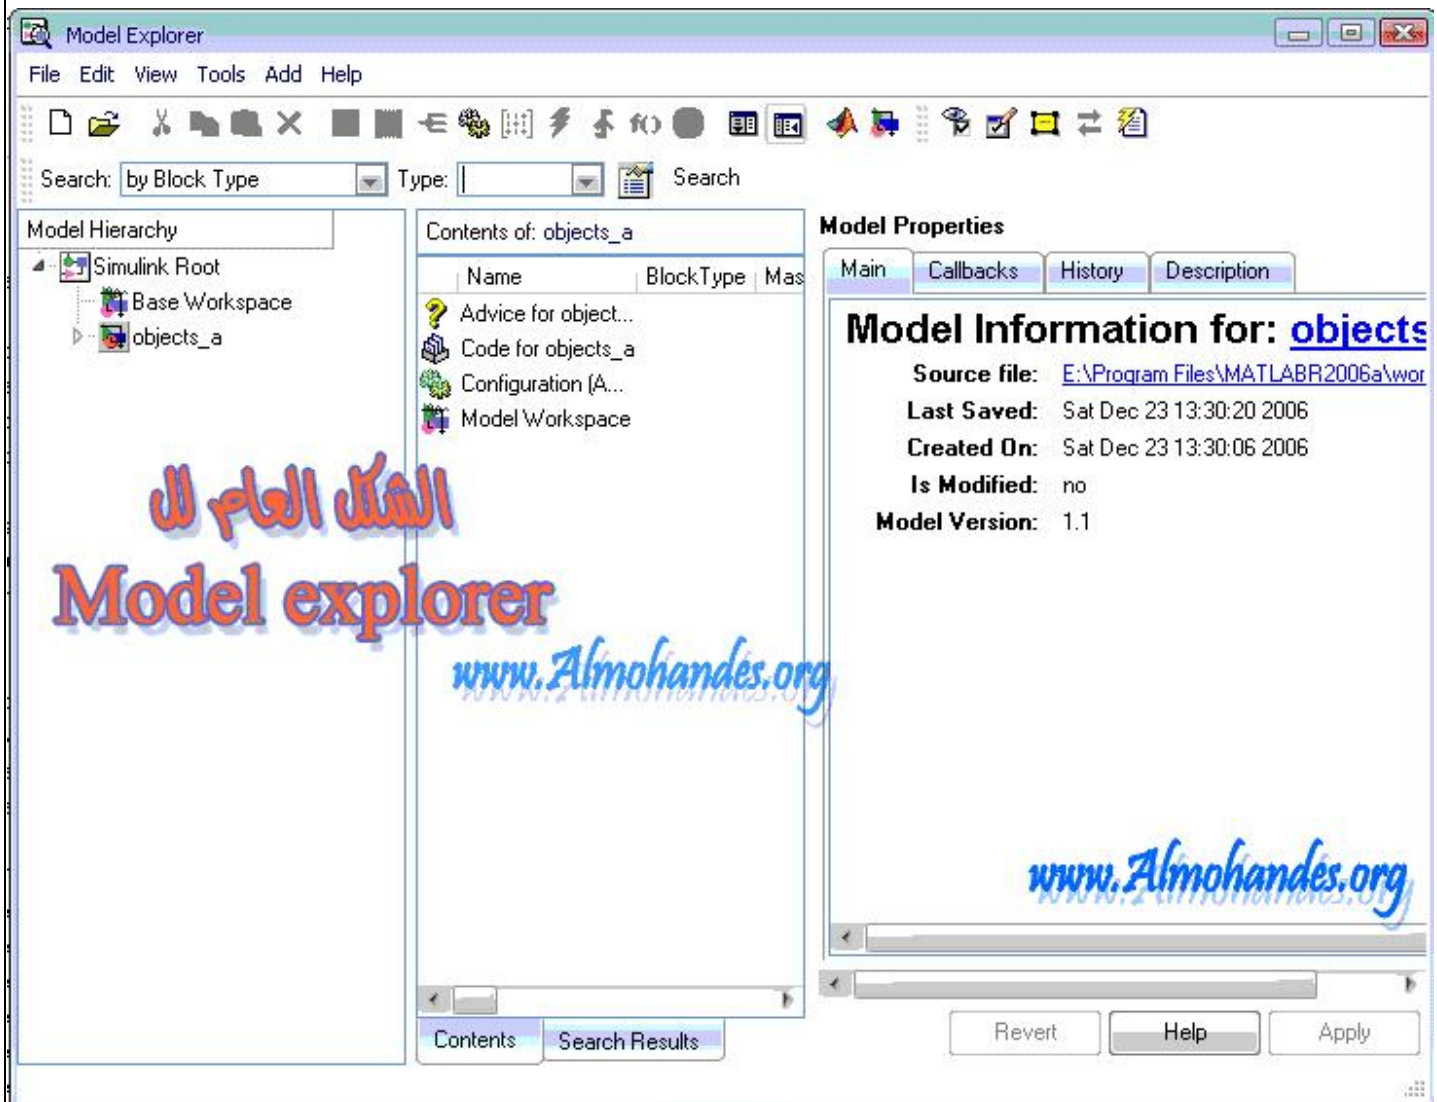 Model Explorer
File Edit View Tools Add Help
Search: by Block Type Type: Search
Model Hierarchy
Simulink Root
Base Workspace
objects_a
Contents of: objects_a
Name BlockType Mas
Advice for object...
Code for objects_a
Configuration (A...
Model Workspace
Contents Search Results
Model Properties
Main Callbacks History Description
Model Information for: objects
Source file: E:\Program Files\MATLABR2006a\wor
Last Saved: Sat Dec 23 13:30:20 2006
Created On: Sat Dec 23 13:30:06 2006
Is Modified: no
Model Version: 1.1
الشكل العام لل
Model explorer
www.Almohandes.org
www.Almohandes.org
Revert Help Apply